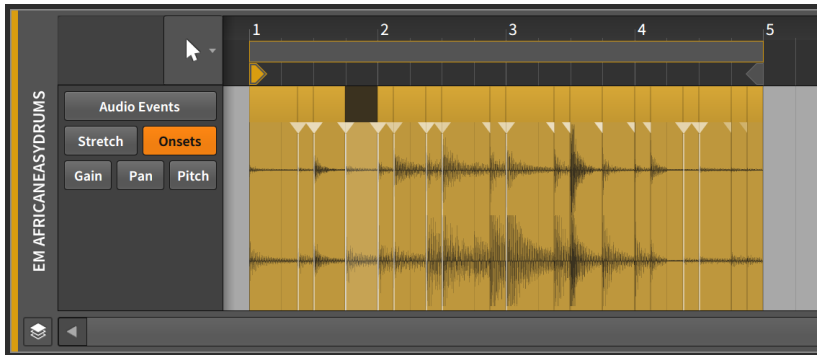 1 2 3 4 5
EM AFRICANEASYDRUMS
Audio Events
Stretch Onsets
Gain Pan Pitch